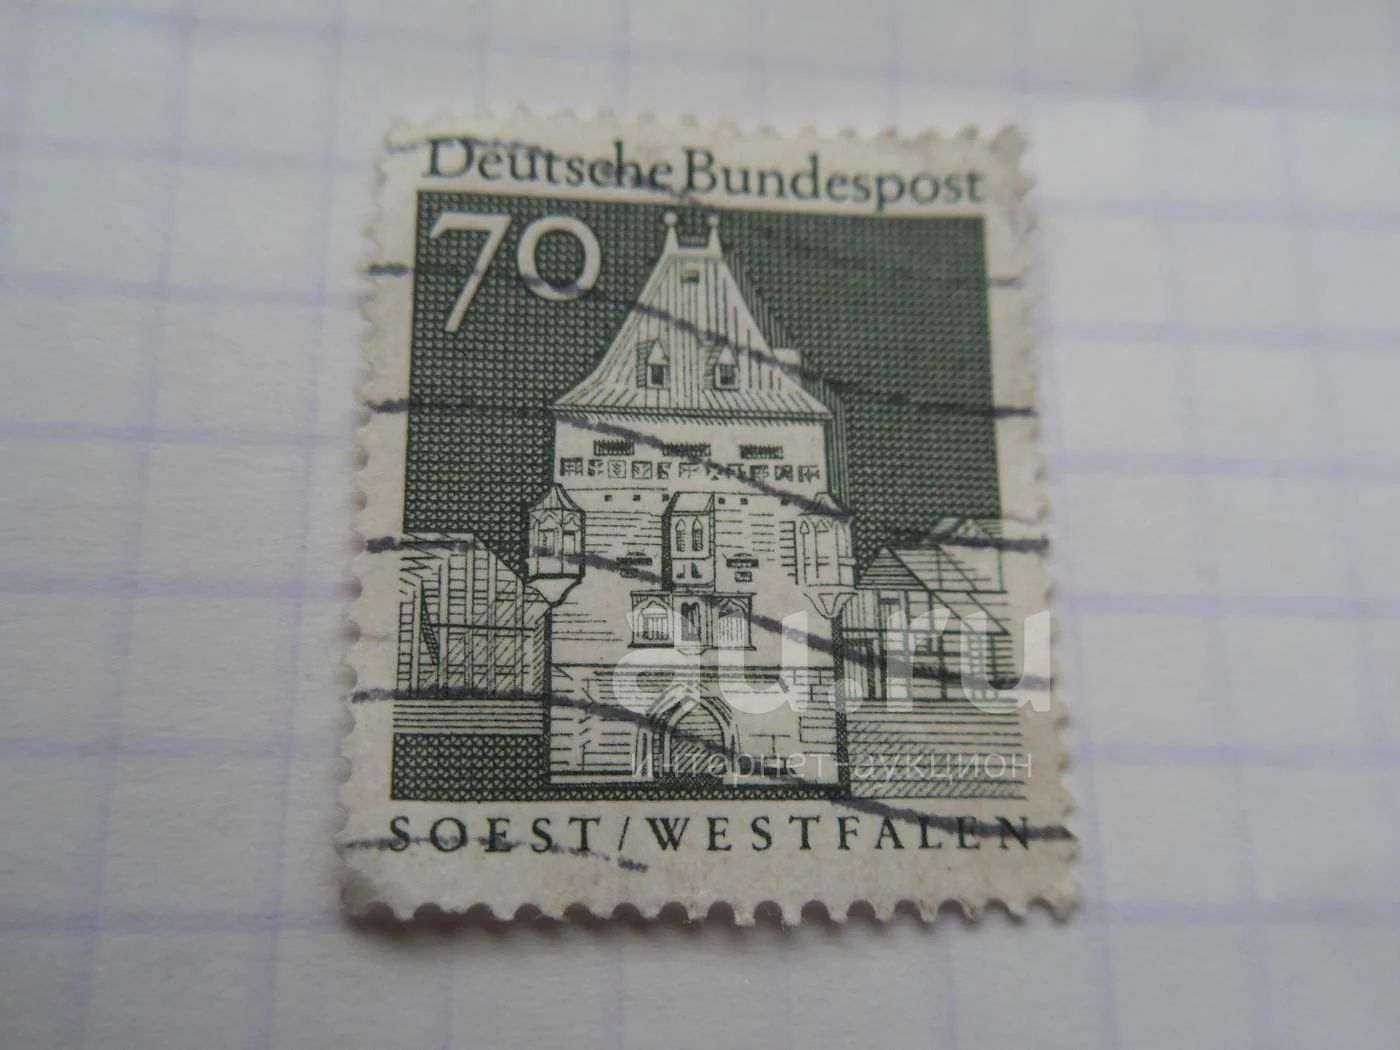 Deutsche Bundespost
70
au.ru
интернет-аукцион
SOEST/WESTFALEN